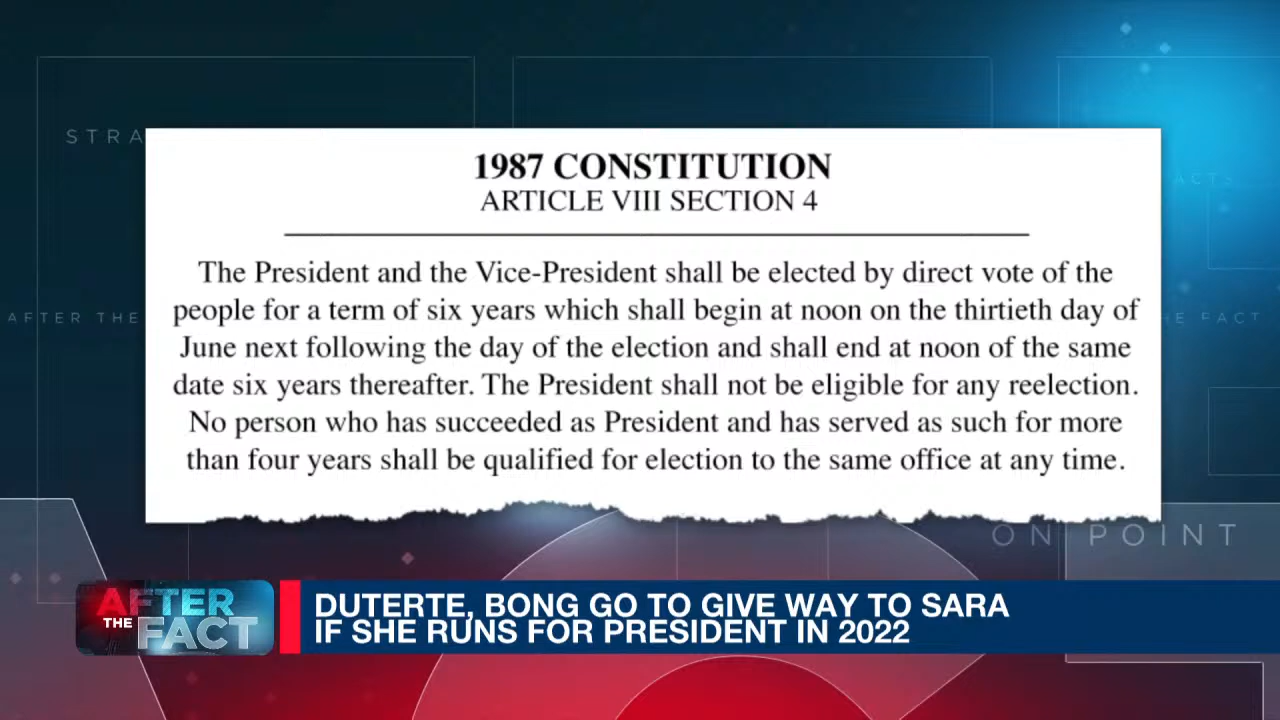 STRA
1987 CONSTITUTION
ARTICLE VIII SECTION 4
The President and the Vice-President shall be elected by direct vote of the
people for a term of six years which shall begin at noon on the thirtieth day of
June next following the day of the election and shall end at noon of the same
date six years thereafter. The President shall not be eligible for any reelection.
No person who has succeeded as President and has served as such for more
than four years shall be qualified for election to the same office at any time.
ACTS
AFTER THE
HE FACT
ON POINT
AFTER
THE
FACT
DUTERTE, BONG GO TO GIVE WAY TO SARA
IF SHE RUNS FOR PRESIDENT IN 2022